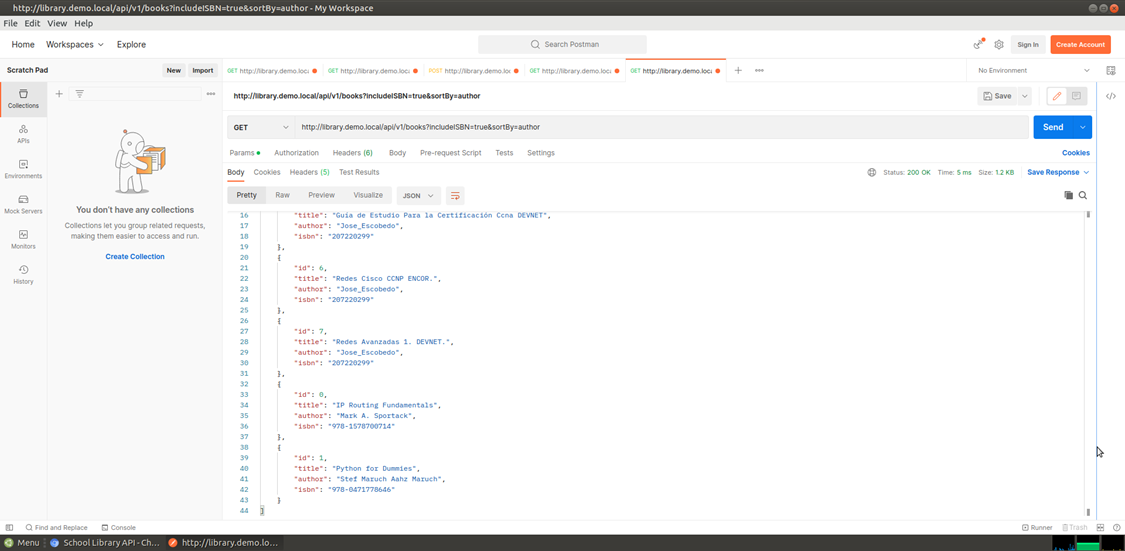 http://library.demo.local/api/v1/books?includeISBN=true&sortBy=author - My Workspace
File Edit View Help
Home Workspaces Explore
Search Postman
Sign In Create Account
Scratch Pad New Import
GET http://library.demo.loc
GET http://library.demo.loc
POST http://library.demo.loc
GET http://library.demo.loc
GET http://library.demo.loc
No Environment
http://library.demo.local/api/v1/books?includeISBN=true&sortBy=author
Save
GET http://library.demo.local/api/v1/books?includeISBN=true&sortBy=author Send
Params Authorization Headers (6) Body Pre-request Script Tests Settings Cookies
Body Cookies Headers (5) Test Results Status: 200 OK Time: 5 ms Size: 1.2 KB Save Response
Pretty Raw Preview Visualize JSON
Collections
APIs
Environments
Mock Servers
Monitors
History
You don't have any collections
Collections let you group related requests,
making them easier to access and run.
Create Collection
16 "title": "Guia de Estudio Para la Certificación Ccna DEVNET",
17 "author": "Jose_Escobedo",
18 "isbn": "207220299"
19 },
20 {
21 "id": 6,
22 "title": "Redes Cisco CCNP ENCOR.",
23 "author": "Jose_Escobedo",
24 "isbn": "207220299"
25 },
26 {
27 "id": 7,
28 "title": "Redes Avanzadas 1. DEVNET.",
29 "author": "Jose_Escobedo",
30 "isbn": "207220299"
31 },
32 {
33 "id": 0,
34 "title": "IP Routing Fundamentals",
35 "author": "Mark A. Sportack",
36 "isbn": "978-1578700714"
37 },
38 {
39 "id": 1,
40 "title": "Python for Dummies",
41 "author": "Stef Maruch Aahz Maruch",
42 "isbn": "978-0471778646"
43 }
44 ]
Find and Replace Console Runner Trash
Menu School Library API - Ch... http://library.demo.lo...